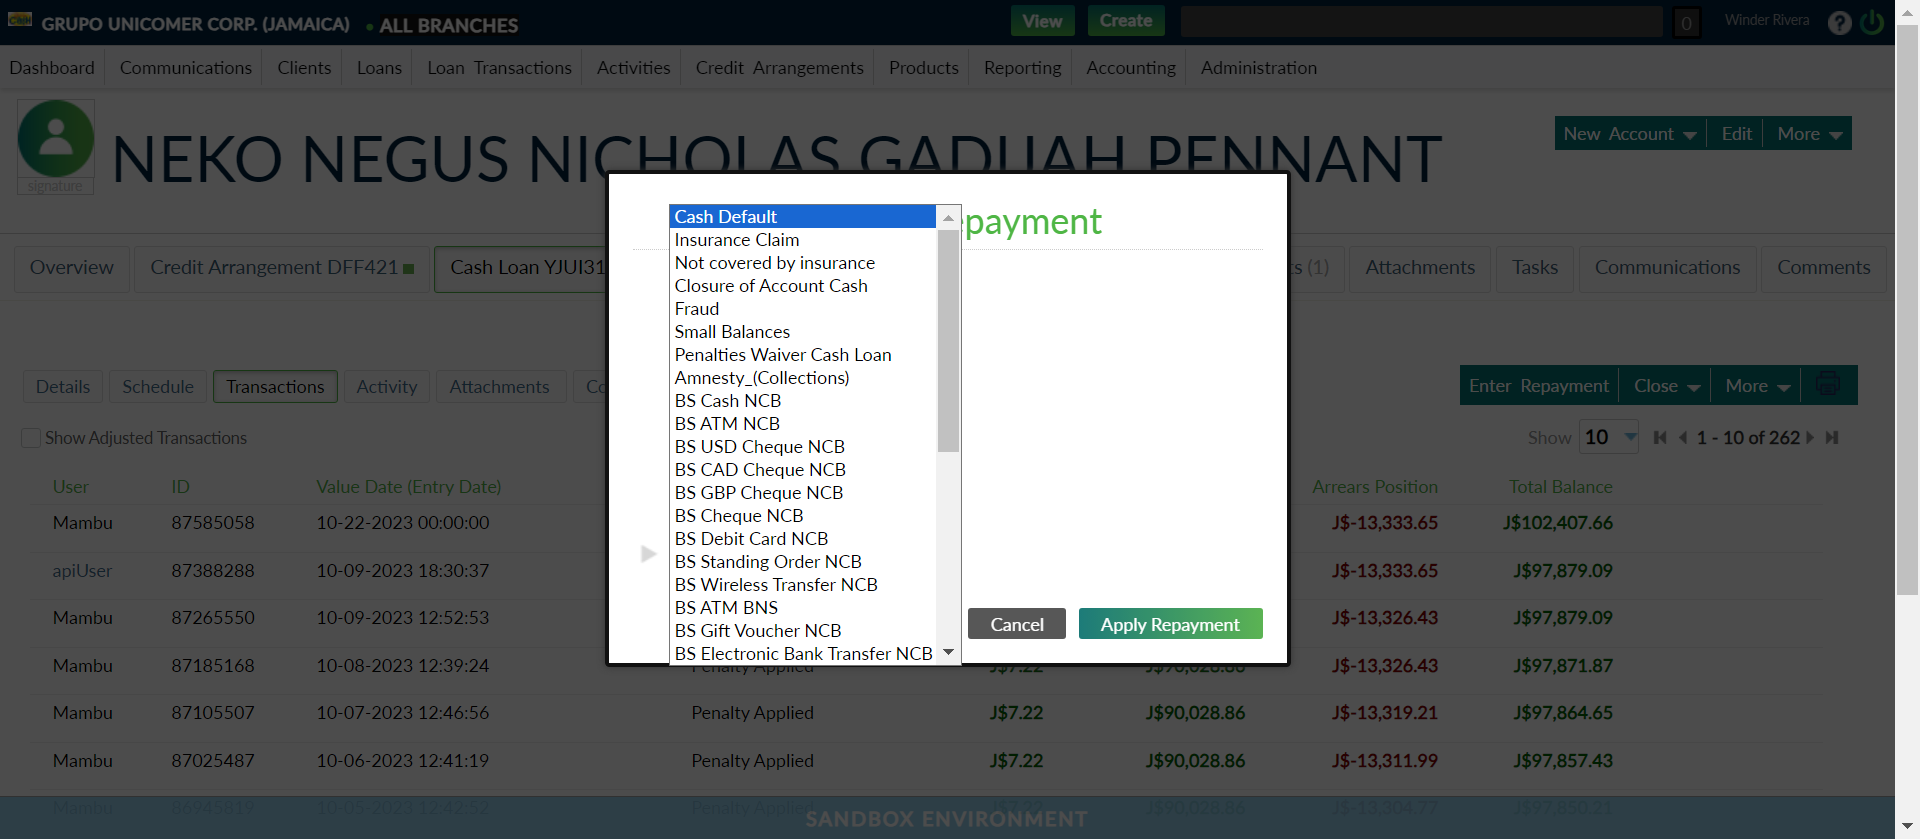 GRUPO UNICOMER CORP. (JAMAICA) ALL BRANCHES View Create 0 Winder Rivera ?
Dashboard Communications Clients Loans Loan Transactions Activities Credit Arrangements Products Reporting Accounting Administration
signature
NEKO NEGUS NICHOLAS GADUAH PENNANT
New Account Edit More
Overview Credit Arrangement DFF421 Cash Loan YJUI31 (1) Attachments Tasks Communications Comments
epayment
Cash Default
Insurance Claim
Not covered by insurance
Closure of Account Cash
Fraud
Small Balances
Penalties Waiver Cash Loan
Amnesty_(Collections)
BS Cash NCB
BS ATM NCB
BS USD Cheque NCB
BS CAD Cheque NCB
BS GBP Cheque NCB
BS Cheque NCB
BS Debit Card NCB
BS Standing Order NCB
BS Wireless Transfer NCB
BS ATM BNS
BS Gift Voucher NCB
BS Electronic Bank Transfer NCB
Cancel Apply Repayment
Details Schedule Transactions Activity Attachments Co
Enter Repayment Close More
Show Adjusted Transactions
Show 10 1 - 10 of 262
User ID Value Date (Entry Date) Arrears Position Total Balance
Mambu 87585058 10-22-2023 00:00:00 J$-13,333.65 J$102,407.66
apiUser 87388288 10-09-2023 18:30:37 J$-13,333.65 J$97,879.09
Mambu 87265550 10-09-2023 12:52:53 J$-13,326.43 J$97,879.09
Mambu 87185168 10-08-2023 12:39:24 Penalty Applied J$7.22 J$90,028.86 J$-13,326.43 J$97,871.87
Mambu 87105507 10-07-2023 12:46:56 Penalty Applied J$7.22 J$90,028.86 J$-13,319.21 J$97,864.65
Mambu 87025487 10-06-2023 12:41:19 Penalty Applied J$7.22 J$90,028.86 J$-13,311.99 J$97,857.43
Mambu 86945819 10-05-2023 12:42:52 Penalty Applied J$7.22 J$90,028.86 J$-13,304.77 J$97,850.21
SANDBOX ENVIRONMENT